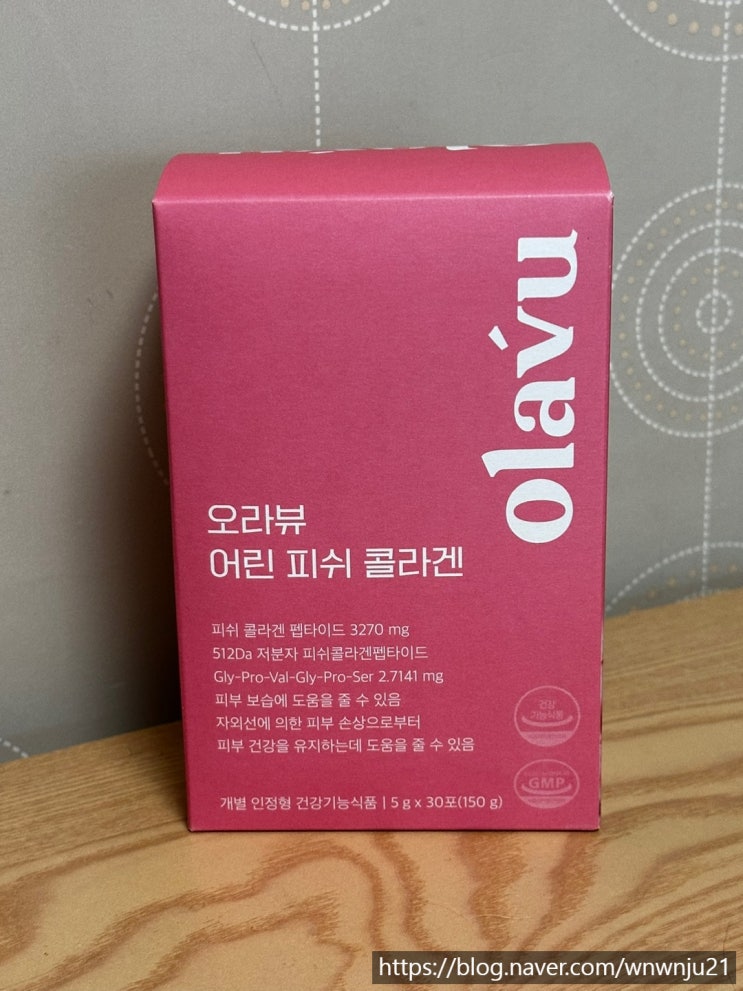 olavu
오라뷰
어린 피쉬 콜라겐
피쉬 콜라겐 펩타이드 3270 mg
512Da 저분자 피쉬콜라겐펩타이드
Gly-Pro-Val-Gly-Pro-Ser 2.7141 mg
피부 보습에 도움을 줄 수 있음
자외선에 의한 피부 손상으로부터
피부 건강을 유지하는데 도움을 줄 수 있음
건강
기능식품
GMP
개별 인정형 건강기능식품 | 5 g x 30포(150 g)
https://blog.naver.com/wnwnju21